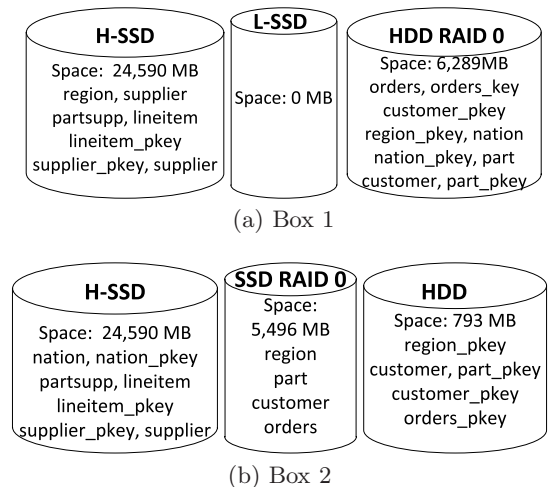 H-SSD
Space: 24,590 MB
region, supplier
partsupp, lineitem
lineitem_pkey
supplier_pkey, supplier
L-SSD
Space: 0 MB
HDD RAID 0
Space: 6,289MB
orders, orders_key
customer_pkey
region_pkey, nation
nation_pkey, part
customer, part_pkey
(a) Box 1
H-SSD
Space: 24,590 MB
nation, nation_pkey
partsupp, lineitem
lineitem_pkey
supplier_pkey, supplier
SSD RAID 0
Space:
5,496 MB
region
part
customer
orders
HDD
Space: 793 MB
region_pkey
customer, part_pkey
customer_pkey
orders_pkey
(b) Box 2